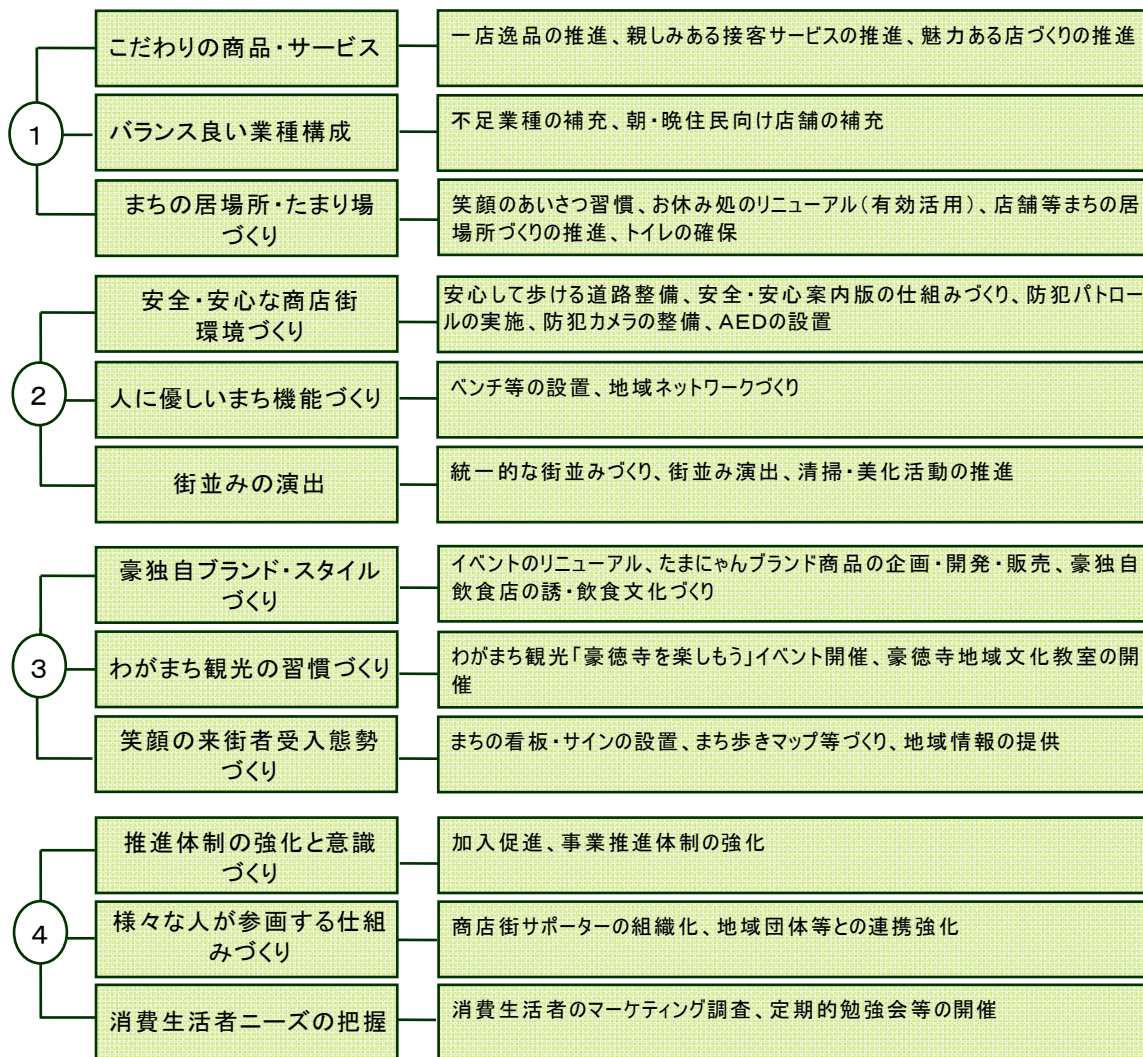 1
こだわりの商品・サービス
一店逸品の推進、親しみある接客サービスの推進、魅力ある店づくりの推進
バランス良い業種構成
不足業種の補充、朝・晩住民向け店舗の補充
まちの居場所・たまり場
づくり
笑顔のあいさつ習慣、お休み処のリニューアル(有効活用)、店舗等まちの居
場所づくりの推進、トイレの確保
2
安全・安心な商店街
環境づくり
安心して歩ける道路整備、安全・安心案内版の仕組みづくり、防犯パトロー
ルの実施、防犯カメラの整備、AEDの設置
人に優しいまち機能づくり
ベンチ等の設置、地域ネットワークづくり
街並みの演出
統一的な街並みづくり、街並み演出、清掃・美化活動の推進
3
豪独自ブランド・スタイル
づくり
イベントのリニューアル、たまにゃんブランド商品の企画・開発・販売、豪独自
飲食店の誘・飲食文化づくり
わがまち観光の習慣づくり
わがまち観光「豪徳寺を楽しもう」イベント開催、豪徳寺地域文化教室の開
催
笑顔の来街者受入態勢
づくり
まちの看板・サインの設置、まち歩きマップ等づくり、地域情報の提供
4
推進体制の強化と意識
づくり
加入促進、事業推進体制の強化
様々な人が参画する仕組
みづくり
商店街サポーターの組織化、地域団体等との連携強化
消費生活者ニーズの把握
消費生活者のマーケティング調査、定期的勉強会等の開催